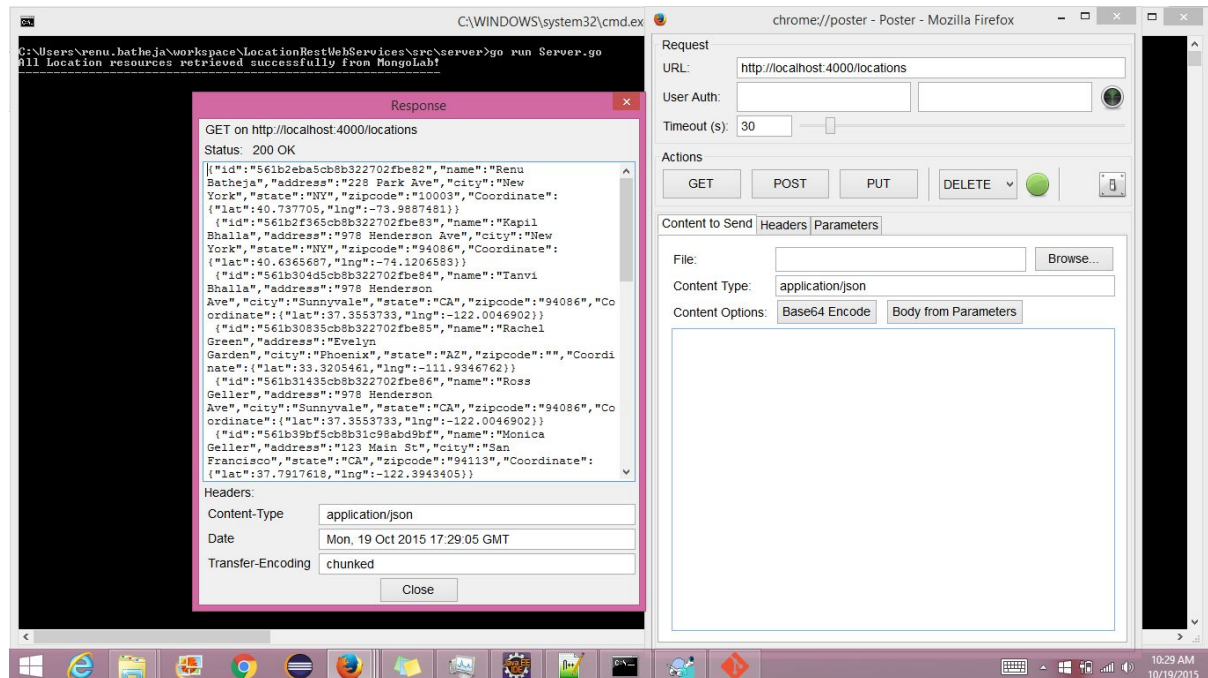 C:\WINDOWS\system32\cmd.ex
C:\Users\renu.batheja\workspace\LocationRestWebServices\src\server>go run Server.go
All Location resources retrieved successfully from MongoLab!
Response
GET on http://localhost:4000/locations
Status: 200 OK
{"id":"561b2eba5cb8b322702fbe82","name":"Renu
Batheja","address":"228 Park Ave","city":"New
York","state":"NY","zipcode":"10003","Coordinate":
{"lat":40.737705,"lng":-73.9887481}}
{"id":"561b2f365cb8b322702fbe83","name":"Kapil
Bhalla","address":"978 Henderson Ave","city":"New
York","state":"NY","zipcode":"94086","Coordinate":
{"lat":40.6365687,"lng":-74.1206583}}
{"id":"561b304d5cb8b322702fbe84","name":"Tanvi
Bhalla","address":"978 Henderson
Ave","city":"Sunnyvale","state":"CA","zipcode":"94086","Co
ordinate":{"lat":37.3553733,"lng":-122.0046902}}
{"id":"561b30835cb8b322702fbe85","name":"Rachel
Green","address":"Evelyn
Garden","city":"Phoenix","state":"AZ","zipcode":"","Coordi
nate":{"lat":33.3205461,"lng":-111.9346762}}
{"id":"561b31435cb8b322702fbe86","name":"Ross
Geller","address":"978 Henderson
Ave","city":"Sunnyvale","state":"CA","zipcode":"94086","Co
ordinate":{"lat":37.3553733,"lng":-122.0046902}}
{"id":"561b39bf5cb8b31c98abd9bf","name":"Monica
Geller","address":"123 Main St","city":"San
Francisco","state":"CA","zipcode":"94113","Coordinate":
{"lat":37.7917618,"lng":-122.3943405}}
Headers:
Content-Type application/json
Date Mon, 19 Oct 2015 17:29:05 GMT
Transfer-Encoding chunked
Close
chrome://poster - Poster - Mozilla Firefox
Request
URL: http://localhost:4000/locations
User Auth:
Timeout (s): 30
Actions
GET POST PUT DELETE
Content to Send Headers Parameters
File: Browse...
Content Type: application/json
Content Options: Base64 Encode Body from Parameters
10:29 AM
10/19/2015